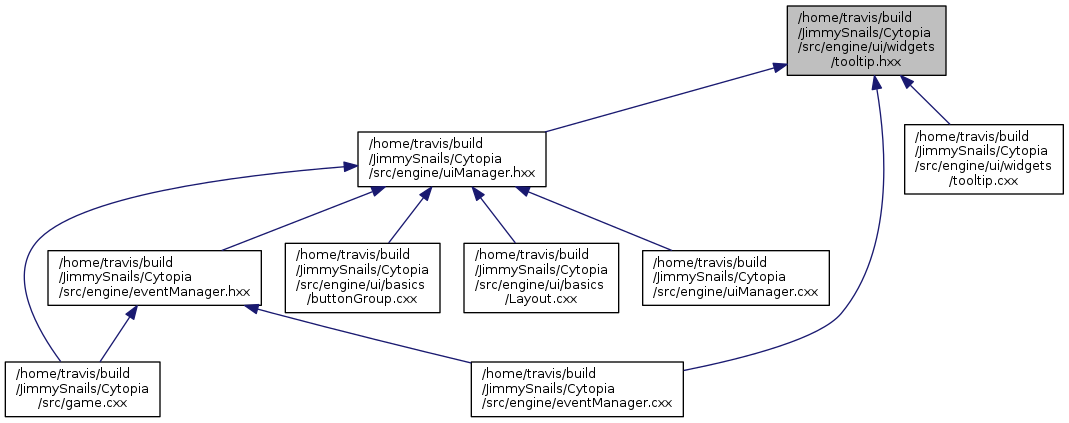 /home/travis/build
/JimmySnails/Cytopia
/src/engine/ui/widgets
/tooltip.hxx
/home/travis/build
/JimmySnails/Cytopia
/src/engine/uiManager.hxx
/home/travis/build
/JimmySnails/Cytopia
/src/engine/ui/widgets
/tooltip.cxx
/home/travis/build
/JimmySnails/Cytopia
/src/engine/eventManager.hxx
/home/travis/build
/JimmySnails/Cytopia
/src/engine/ui/basics
/buttonGroup.cxx
/home/travis/build
/JimmySnails/Cytopia
/src/engine/ui/basics
/Layout.cxx
/home/travis/build
/JimmySnails/Cytopia
/src/engine/uiManager.cxx
/home/travis/build
/JimmySnails/Cytopia
/src/game.cxx
/home/travis/build
/JimmySnails/Cytopia
/src/engine/eventManager.cxx